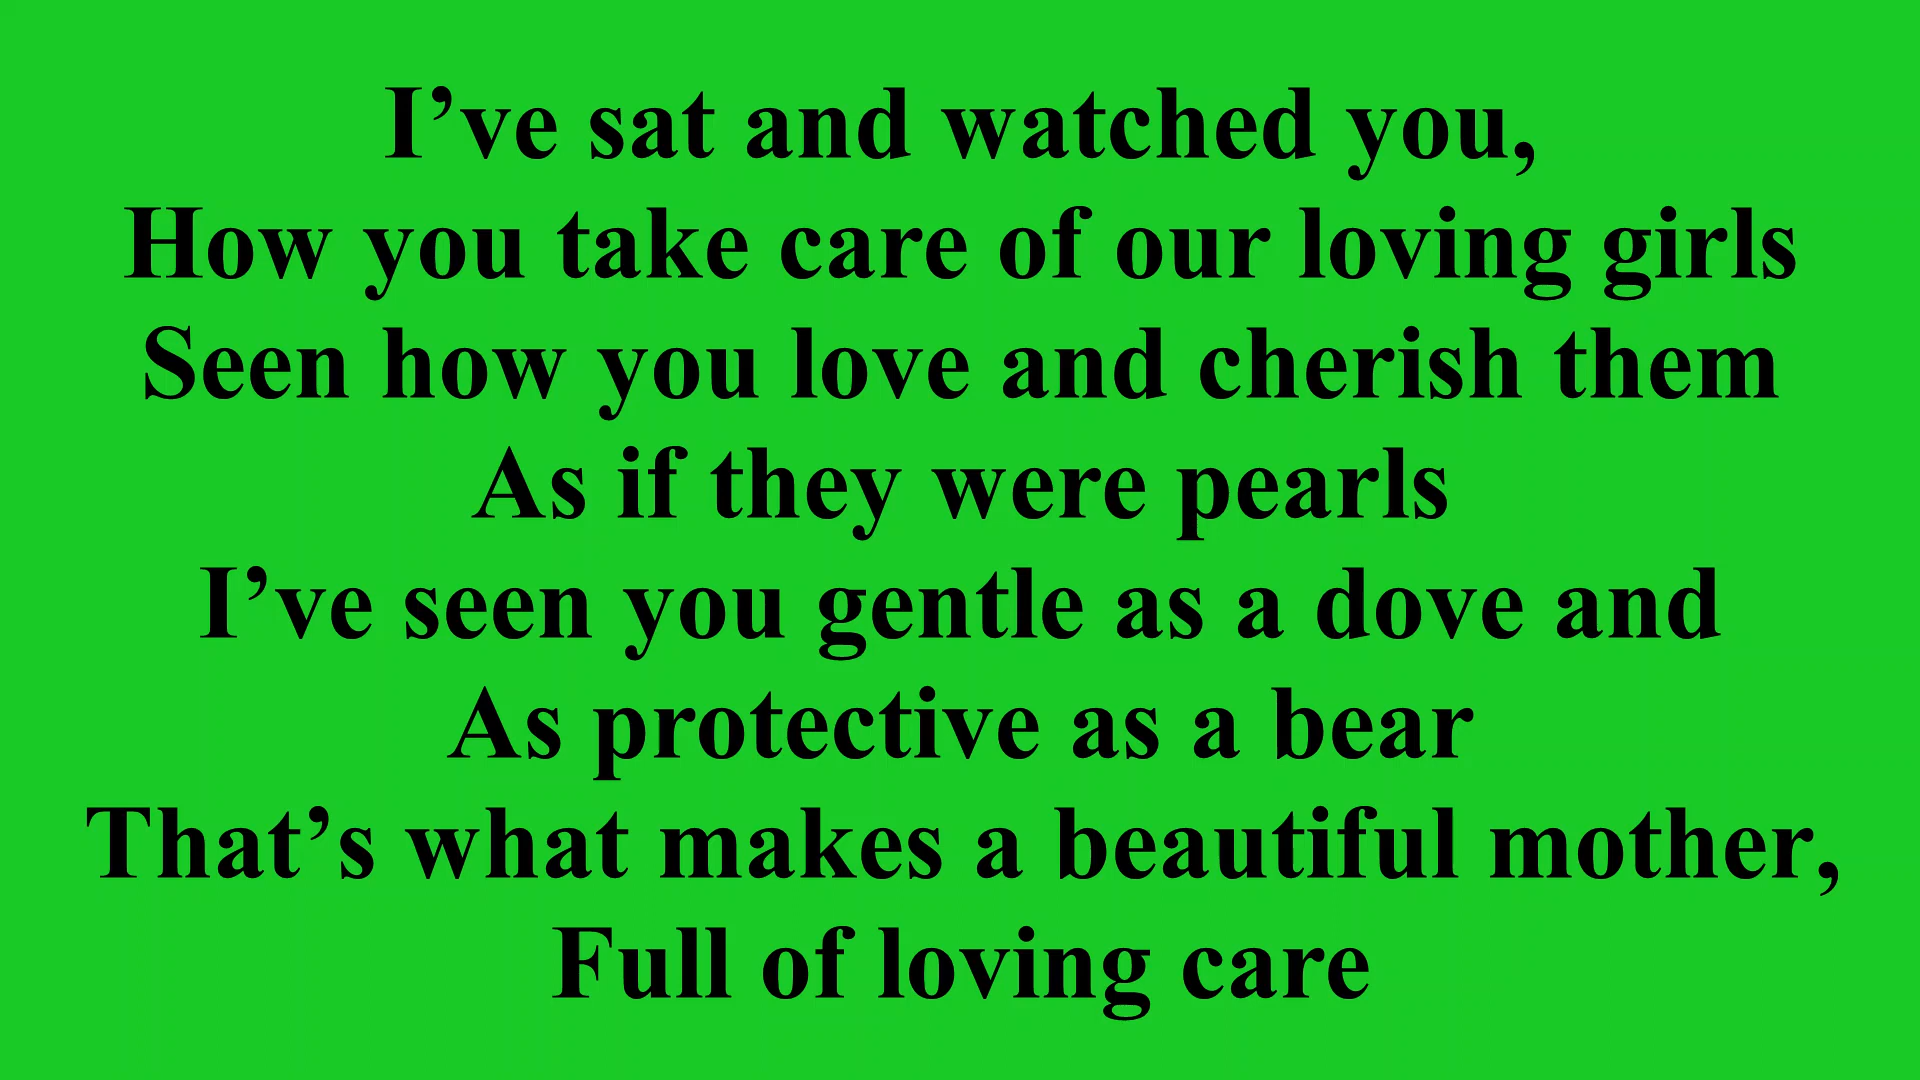 I’ve sat and watched you,
How you take care of our loving girls
Seen how you love and cherish them
As if they were pearls
I’ve seen you gentle as a dove and
As protective as a bear
That’s what makes a beautiful mother,
Full of loving care